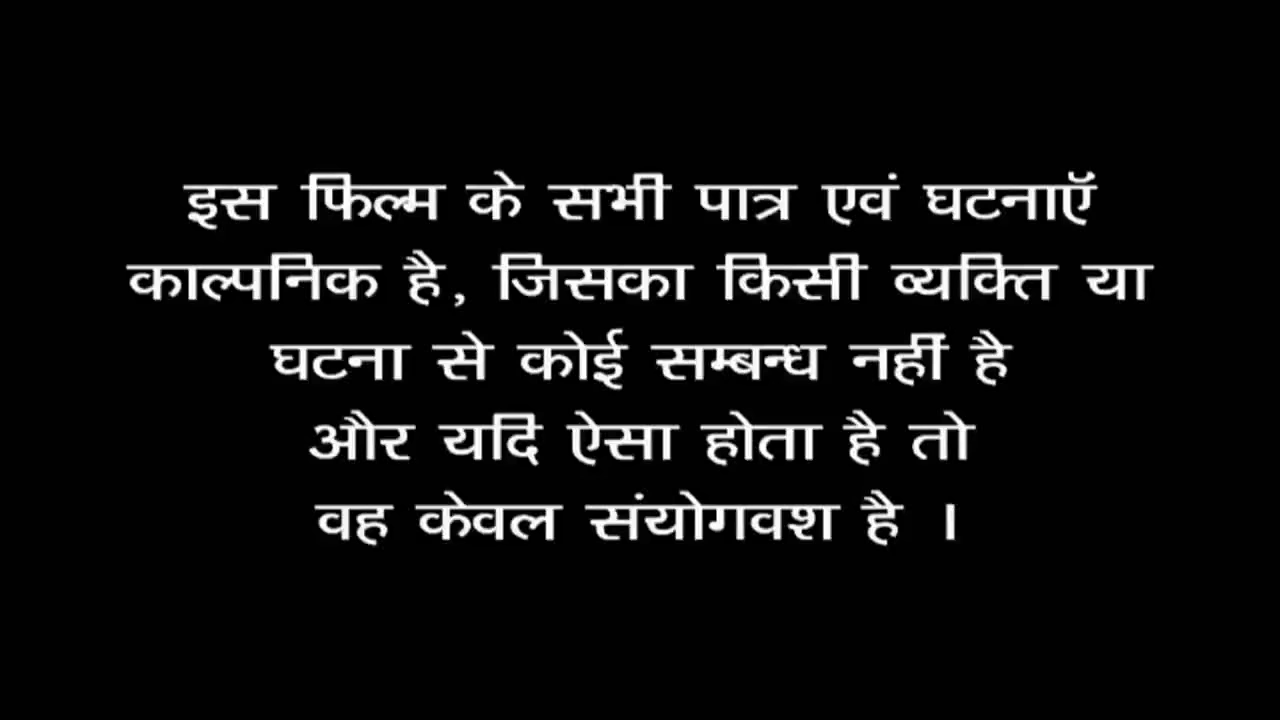 इस फिल्म के सभी पात्र एवं घटनाऍ
काल्पनिक है, जिसका किसी व्यक्ति या
घटना से कोई सम्बन्ध नहीं है
और यदि ऐसा होता है तो
वह केवल संयोगवश है ।